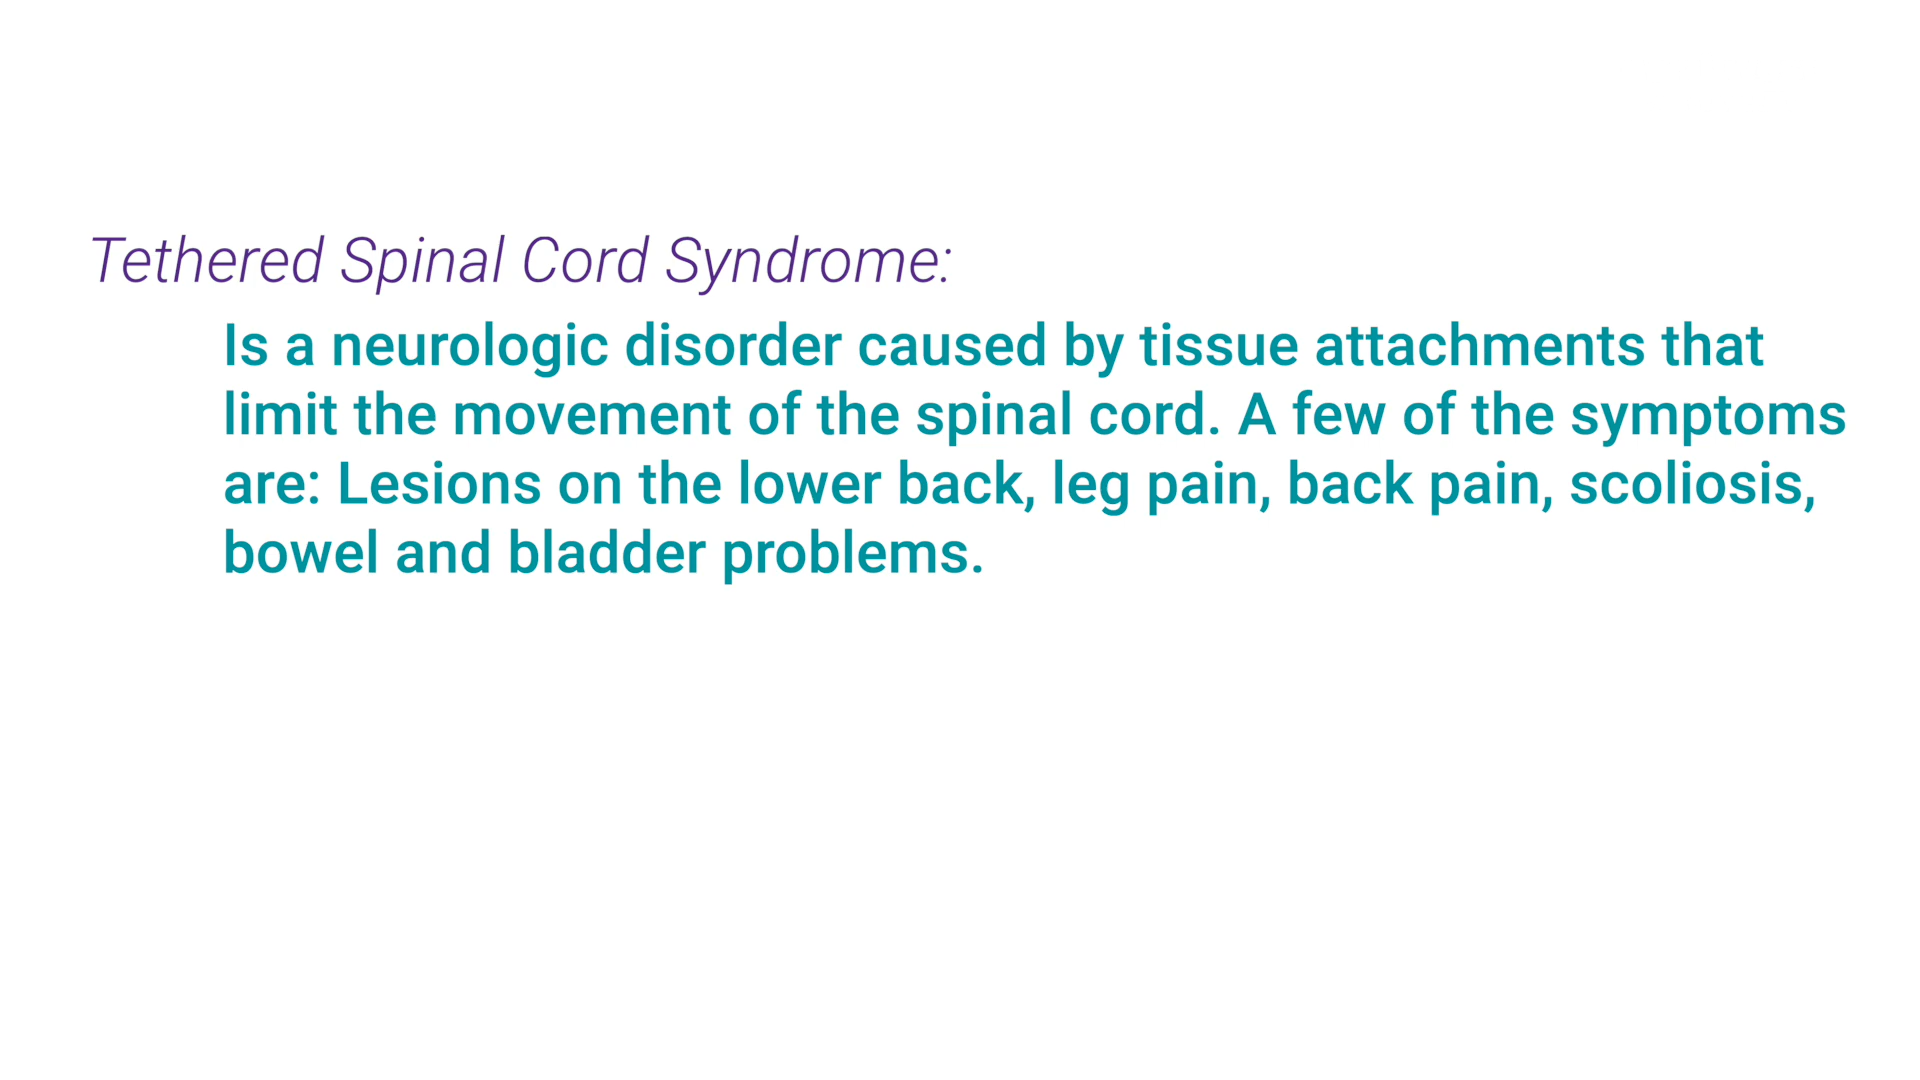 Tethered Spinal Cord Syndrome:
Is a neurologic disorder caused by tissue attachments that
limit the movement of the spinal cord. A few of the symptoms
are: Lesions on the lower back, leg pain, back pain, scoliosis,
bowel and bladder problems.